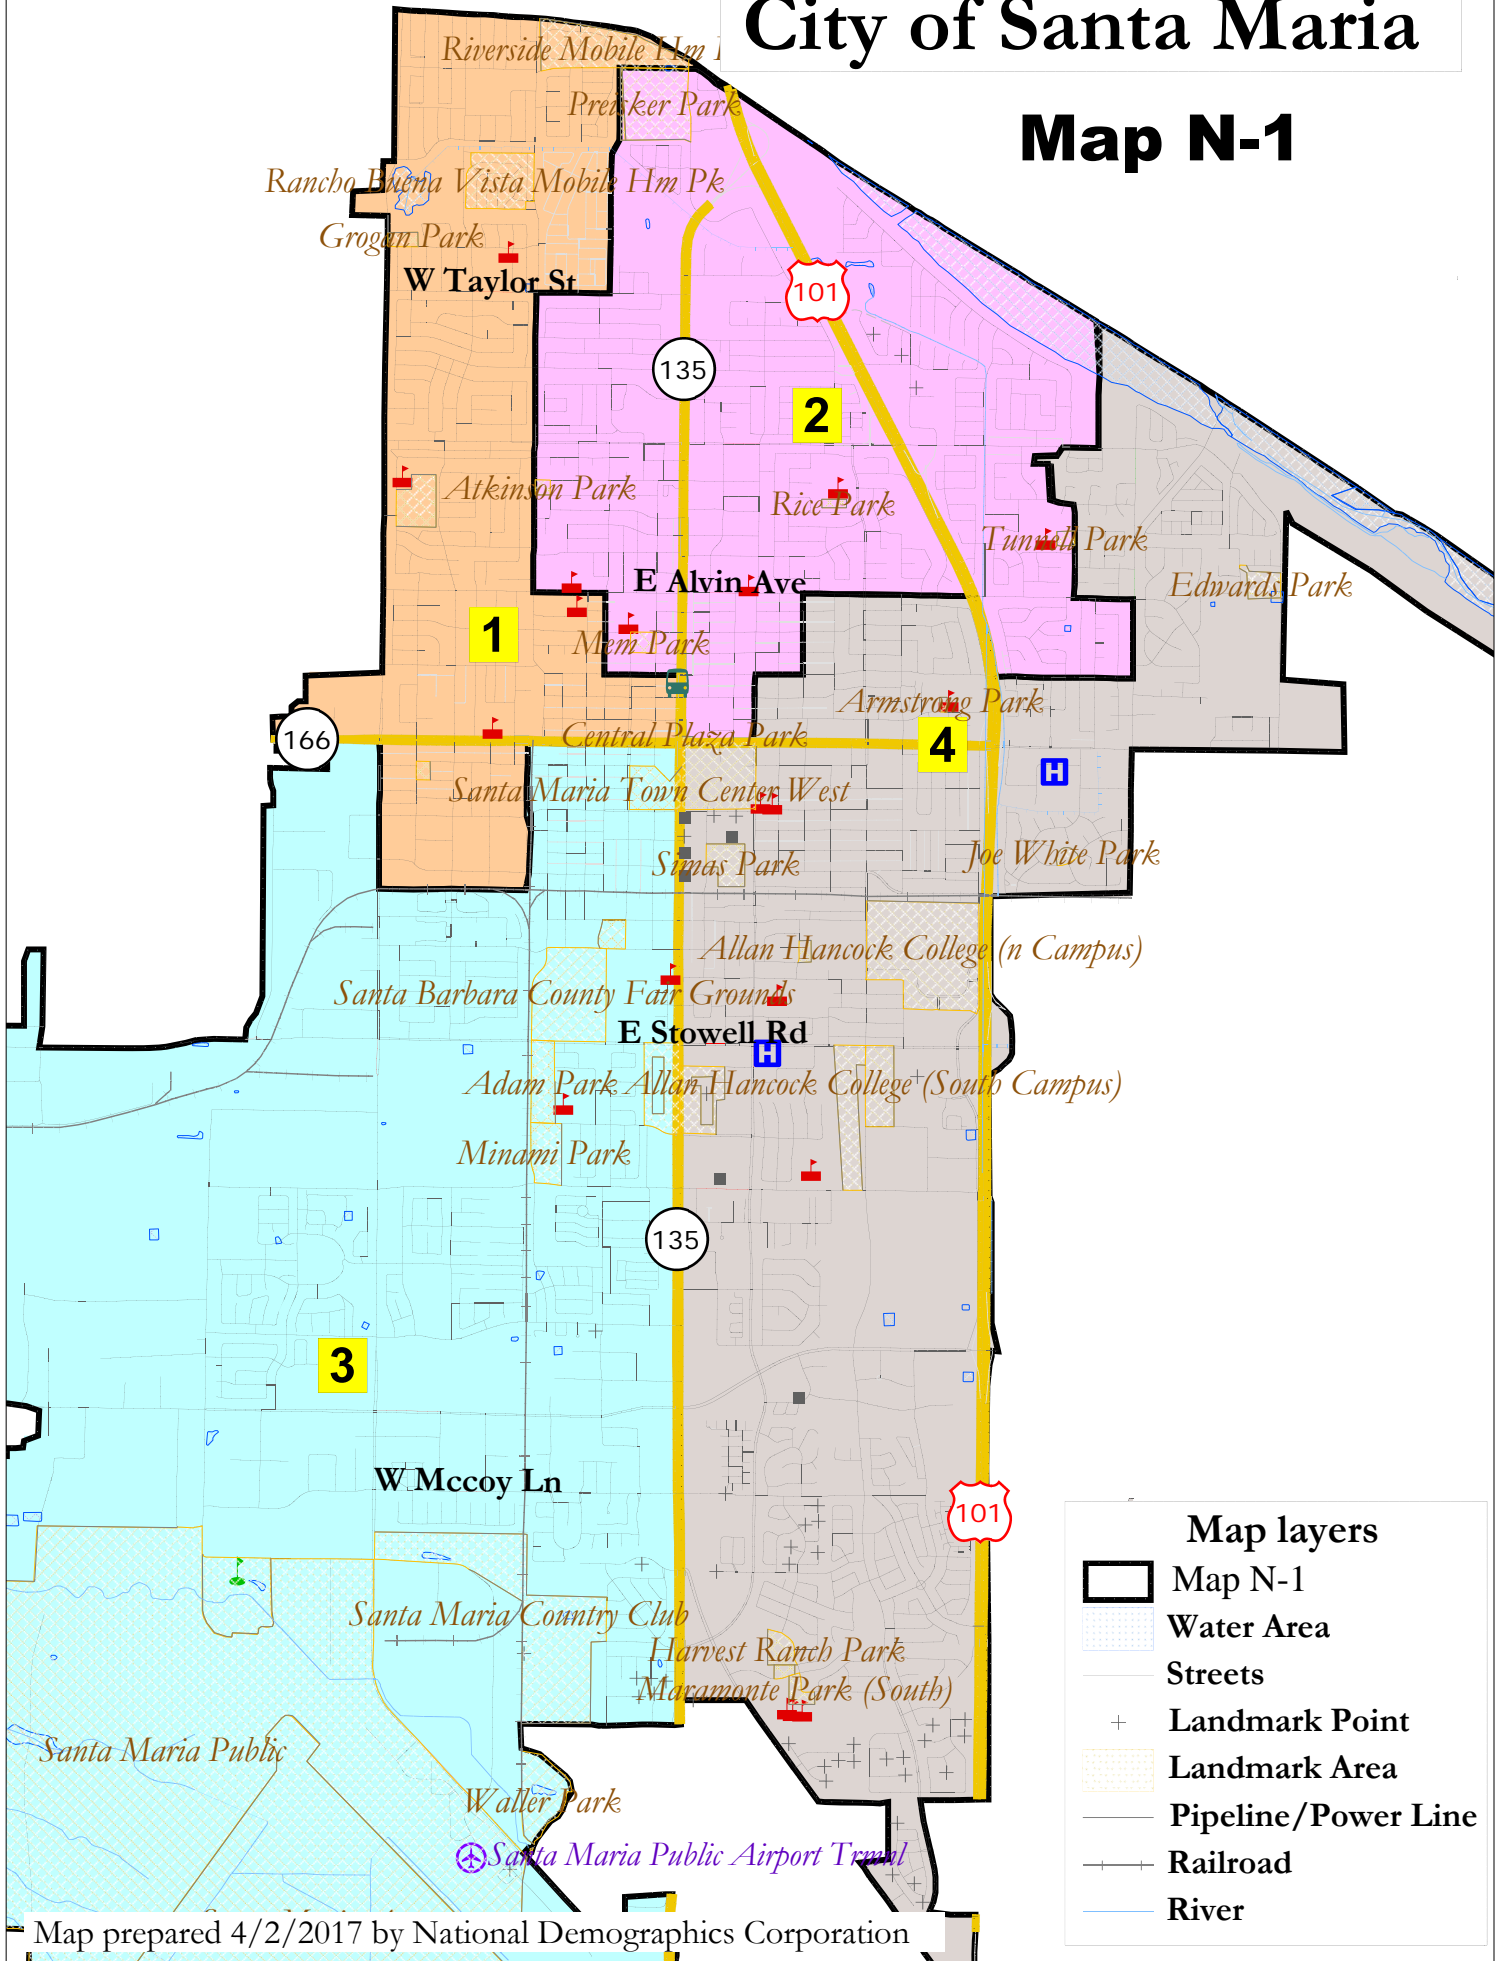 City of Santa Maria
Map N-1
Riverside Mobile Hm
Preisker Park
Rancho Buena Vista Mobile Hm Pk
Grogan Park
W Taylor St
101
135
2
Atkinson Park
Rice Park
Tunnell Park
E Alvin Ave
Edwards Park
1
Mem Park
Armstrong Park
166
Central Plaza Park
4
H
Santa Maria Town Center West
Simas Park
Joe White Park
Allan Hancock College (n Campus)
Santa Barbara County Fair Grounds
E Stowell Rd
H
Adam Park
Allan Hancock College (South Campus)
Minami Park
135
3
W Mccoy Ln
101
Santa Maria Country Club
Harvest Ranch Park
Maramonte Park (South)
Santa Maria Public
Waller Park
Santa Maria Public Airport Trmnl
Map prepared 4/2/2017 by National Demographics Corporation
Map layers
Map N-1
Water Area
Streets
Landmark Point
Landmark Area
Pipeline/Power Line
Railroad
River